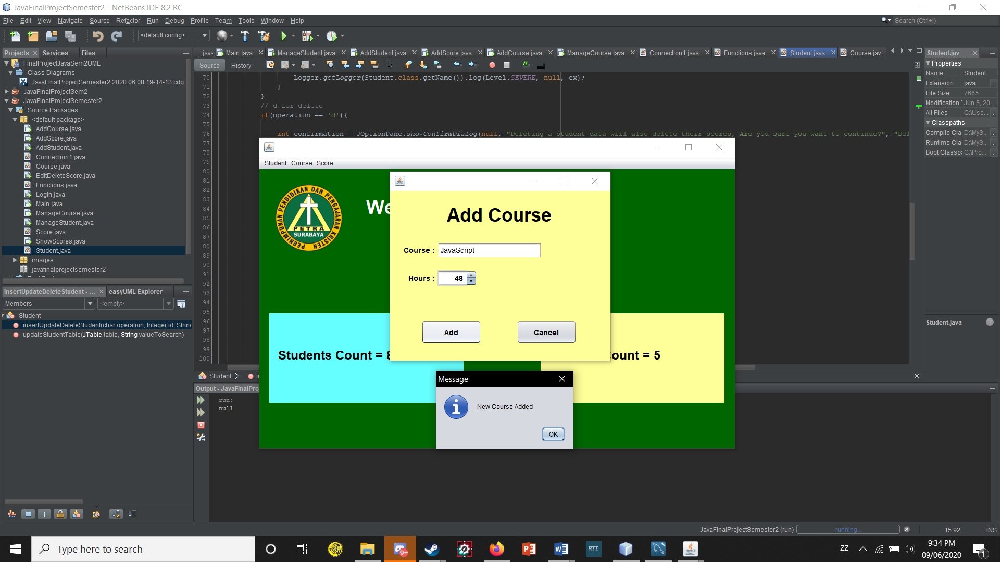 JavaFinalProjectSemester2 - NetBeans IDE 8.2 RC
File Edit View Navigate Source Refactor Run Debug Profile Team Tools Window Help
Search (Ctrl+I)
<default config>
Projects Services Files
FinalProjectJavaSem2UML
Class Diagrams
JavaFinalProjectSemester2 2020.06.08 19-14-13.cdg
JavaFinalProjectSem2
JavaFinalProjectSemester2
Source Packages
<default package>
AddCourse.java
AddScore.java
AddStudent.java
Connection1.java
Course.java
EditDeleteScore.java
Functions.java
Login.java
Main.java
ManageCourse.java
ManageStudent.java
Score.java
ShowScores.java
Student.java
images
javafinalprojectsemester2
insertUpdateDeleteStudent - ... easyUML Explorer
Members <empty>
Student
insertUpdateDeleteStudent(char operation, Integer id, String
updateStudentTable(JTable table, String valueToSearch)
...java Main.java ManageStudent.java AddStudent.java AddScore.java AddCourse.java ManageCourse.java Connection1.java Functions.java Student.java Course.jav...
Source History
70 Logger.getLogger(Student.class.getName()).log(Level.SEVERE, null, ex);
71 }
72 }
73 // d for delete
74 if(operation == 'd'){
75
76 int confirmation = JOptionPane.showConfirmDialog(null, "Deleting a student data will also delete their scores, Are you sure you want to continue?", "Del
77
78
79
80
81
82
83
84
85
86
87
88
89
90
91
92
93
94
95
96
97
98
99
100
Student
Output - JavaFinalPro
run:
null
Student Course Score
PERHIMPUNAN PENDIDIKAN DAN PENGAJARAN KRISTEN
PETRA
SURABAYA
We
Students Count = 8
ount = 5
Add Course
Course : JavaScript
Hours : 48
Add Cancel
Message
New Course Added
OK
Student.jav...
Properties
Name Student
Extension java ...
File Size 7665
Modification Jun 5, 20...
All Files C:\Use... ...
Classpaths
Compile Cla D:\MyS... ...
Runtime Cla D:\MyS... ...
Boot Classp C:\Pro... ...
Student.java
JavaFinalProjectSemester2 (run) running... 15:92 INS
Type here to search
9+
RTI
ZZ
9:34 PM
09/06/2020
1